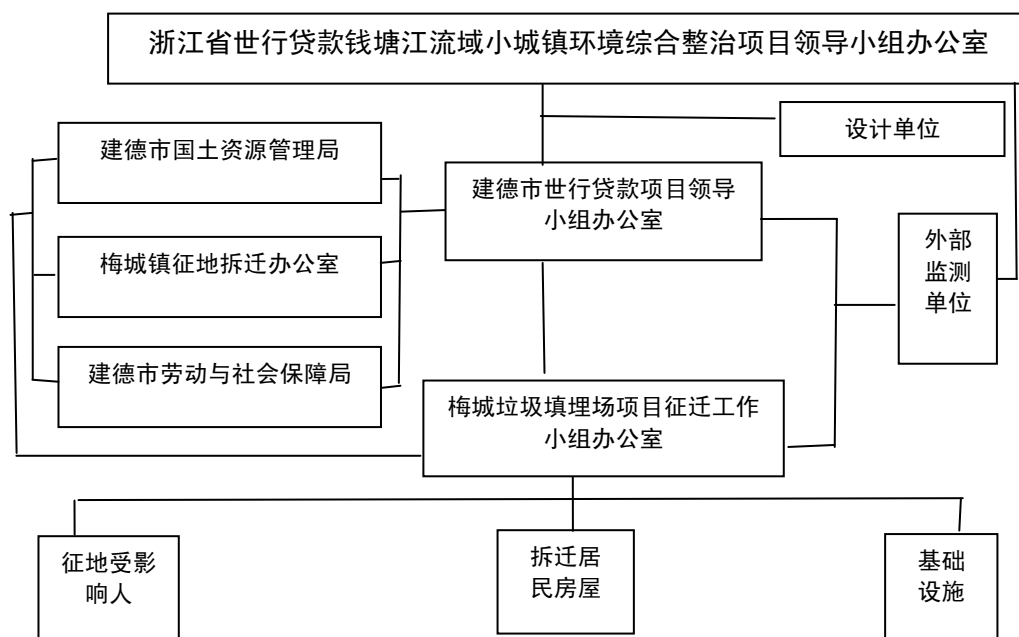 浙江省世行贷款钱塘江流域小城镇环境综合整治项目领导小组办公室
设计单位
建德市国土资源管理局
建德市世行贷款项目领导
小组办公室
梅城镇征地拆迁办公室
外部
监测
单位
建德市劳动与社会保障局
梅城垃圾填埋场项目征迁工作
小组办公室
征地受影
响人
拆迁居
民房屋
基础
设施